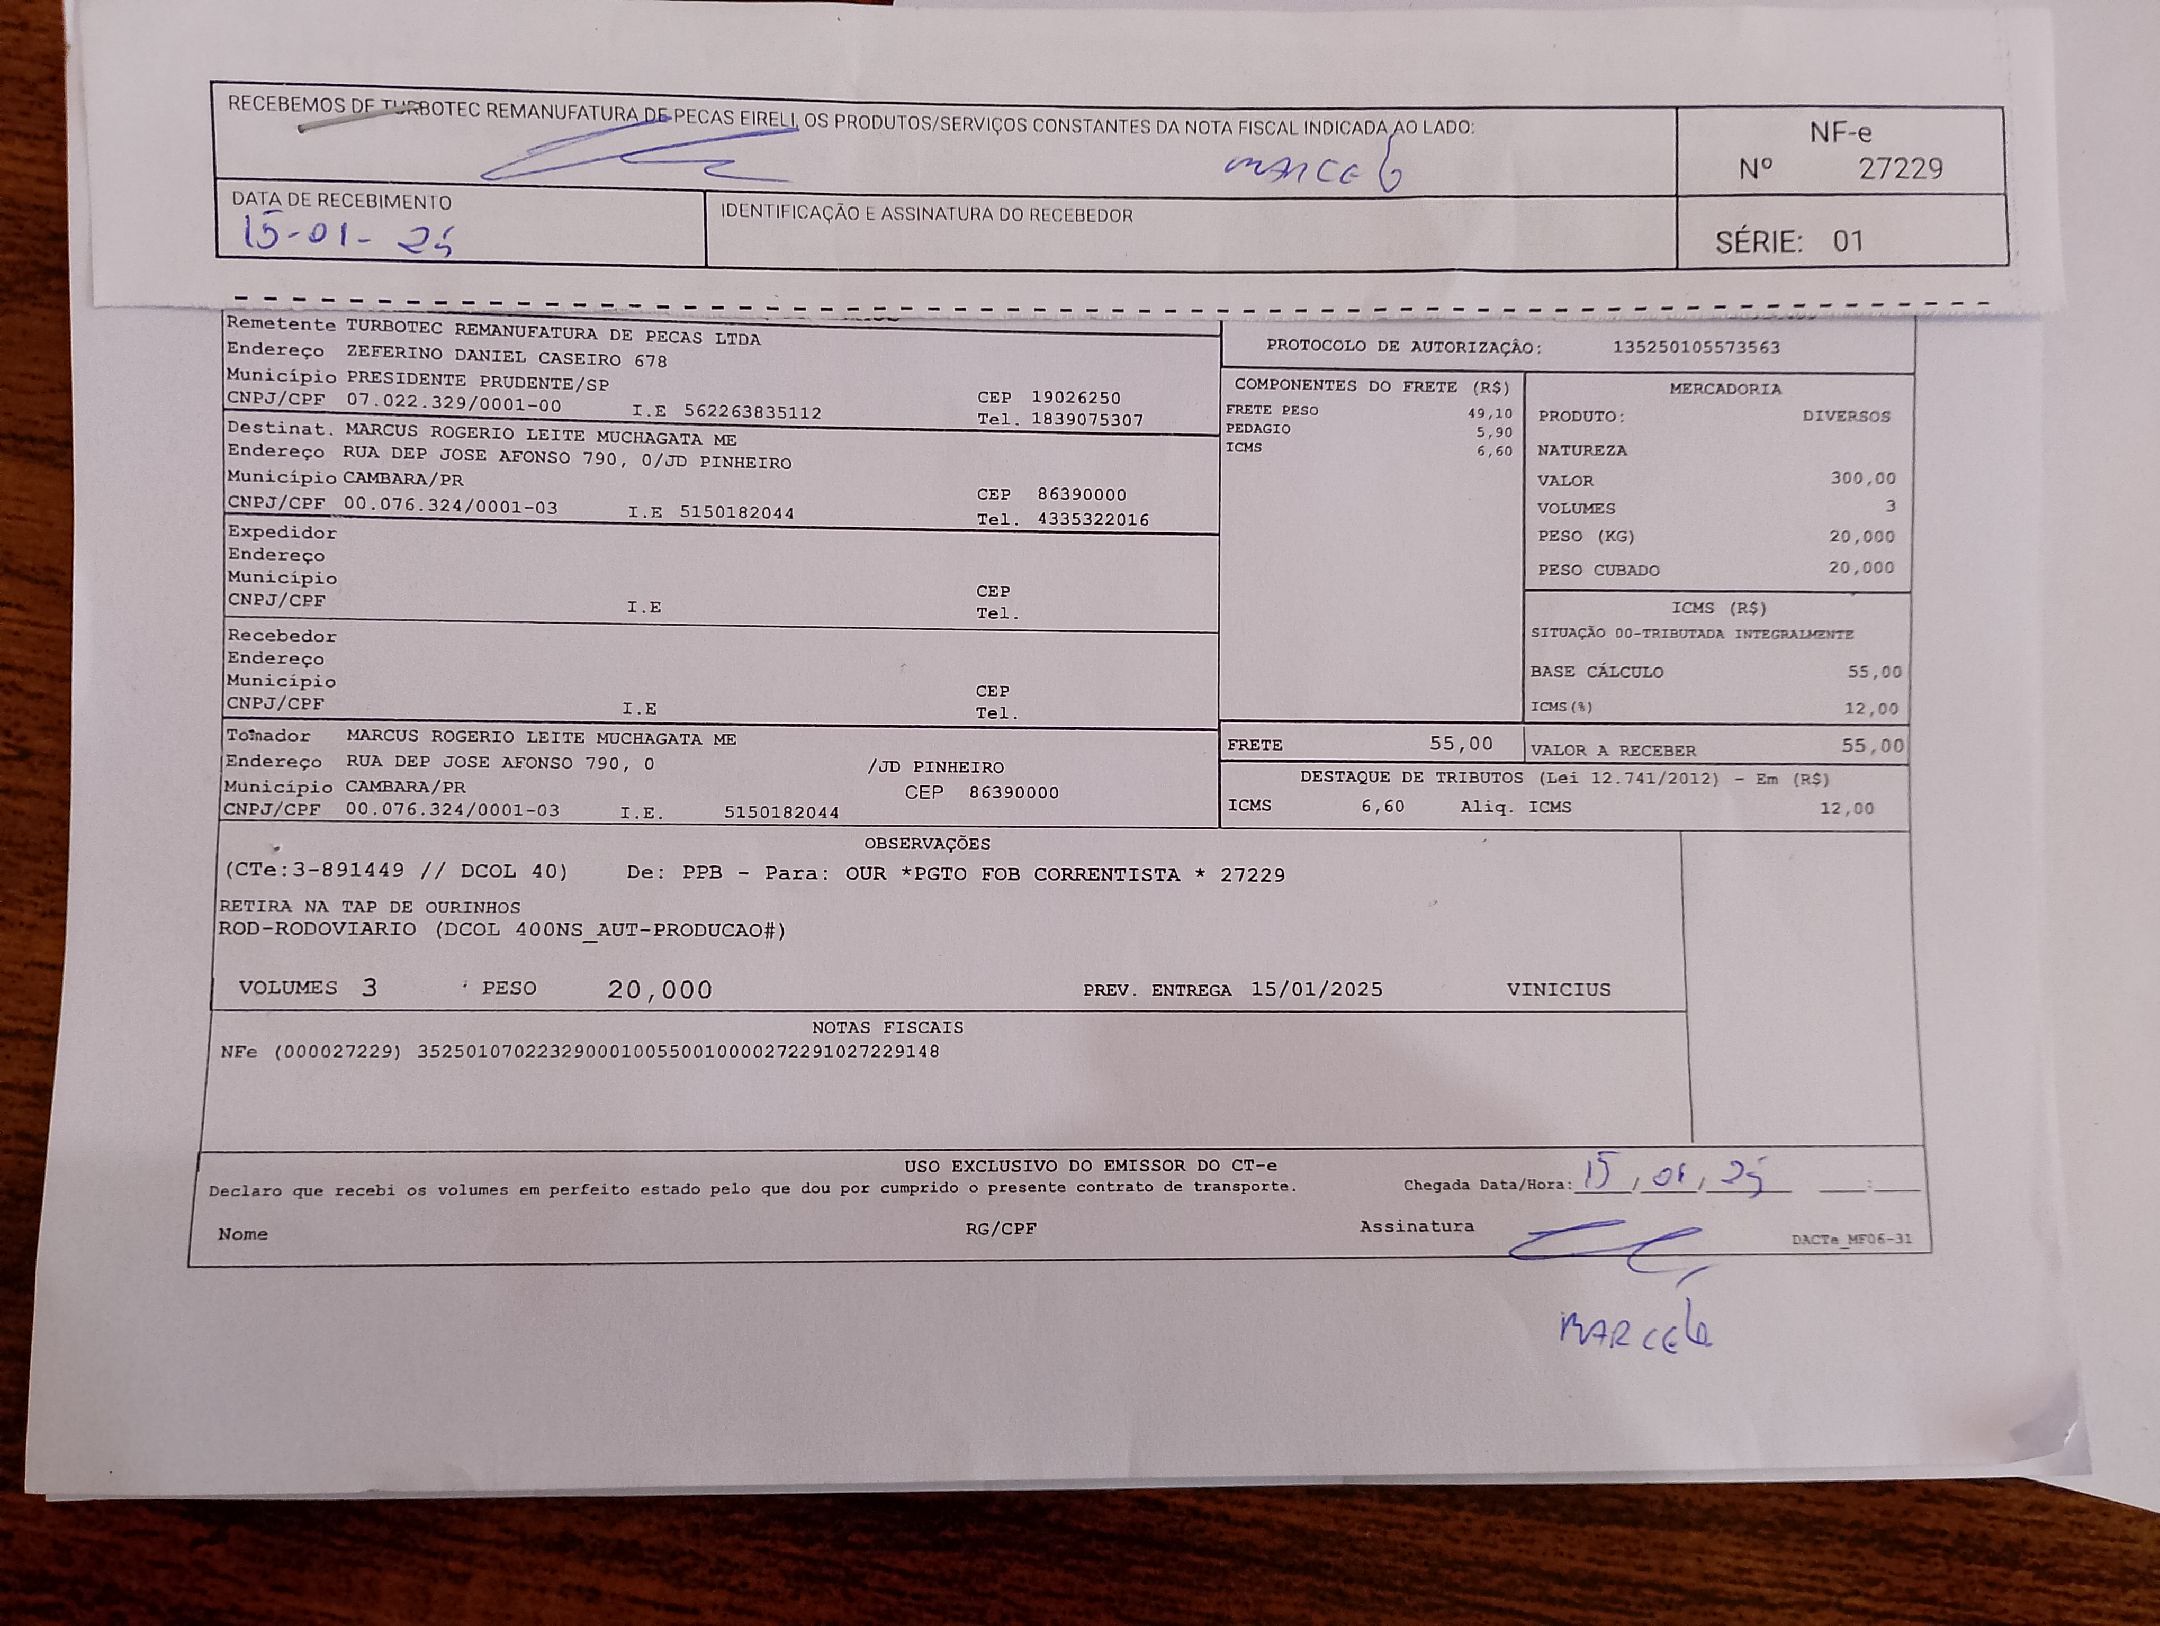 RECEBEMOS DE TURBOTEC REMANUFATURA DE PECAS EIRELI, OS PRODUTOS/SERVIÇOS CONSTANTES DA NOTA FISCAL INDICADA AO LADO:
MARCELO
NF-e
Nº 27229
DATA DE RECEBIMENTO
15-01-25
IDENTIFICAÇÃO E ASSINATURA DO RECEBEDOR
SÉRIE: 01
Remetente TURBOTEC REMANUFATURA DE PECAS LTDA
Endereço ZEFERINO DANIEL CASEIRO 678
Município PRESIDENTE PRUDENTE/SP CEP 19026250
CNPJ/CPF 07.022.329/0001-00 I.E 562263835112 Tel. 1839075307
Destinat. MARCUS ROGERIO LEITE MUCHAGATA ME
Endereço RUA DEP JOSE AFONSO 790, 0/JD PINHEIRO
Município CAMBARA/PR CEP 86390000
CNPJ/CPF 00.076.324/0001-03 I.E 5150182044 Tel. 4335322016
Expedidor
Endereço
Município CEP
CNPJ/CPF I.E Tel.
Recebedor
Endereço
Município CEP
CNPJ/CPF I.E Tel.
Tomador MARCUS ROGERIO LEITE MUCHAGATA ME
Endereço RUA DEP JOSE AFONSO 790, 0 /JD PINHEIRO
Município CAMBARA/PR CEP 86390000
CNPJ/CPF 00.076.324/0001-03 I.E. 5150182044
PROTOCOLO DE AUTORIZAÇÃO: 135250105573563
COMPONENTES DO FRETE (R$)
FRETE PESO 49,10
PEDAGIO 5,90
ICMS 6,60
MERCADORIA
PRODUTO: DIVERSOS
NATUREZA
VALOR 300,00
VOLUMES 3
PESO (KG) 20,000
PESO CUBADO 20,000
ICMS (R$)
SITUAÇÃO 00-TRIBUTADA INTEGRALMENTE
BASE CÁLCULO 55,00
ICMS(%) 12,00
FRETE 55,00 VALOR A RECEBER 55,00
DESTAQUE DE TRIBUTOS (Lei 12.741/2012) - Em (R$)
ICMS 6,60 Aliq. ICMS 12,00
OBSERVAÇÕES
(CTe:3-891449 // DCOL 40) De: PPB - Para: OUR *PGTO FOB CORRENTISTA * 27229
RETIRA NA TAP DE OURINHOS
ROD-RODOVIARIO (DCOL 400NS_AUT-PRODUCAO#)
VOLUMES 3 PESO 20,000 PREV. ENTREGA 15/01/2025 VINICIUS
NOTAS FISCAIS
NFe (000027229) 35250107022329000100550010000272291027229148
USO EXCLUSIVO DO EMISSOR DO CT-e
Declaro que recebi os volumes em perfeito estado pelo que dou por cumprido o presente contrato de transporte. Chegada Data/Hora: 15/01/25 __:__
Nome RG/CPF Assinatura DACTe_MF06-31
MARCELO